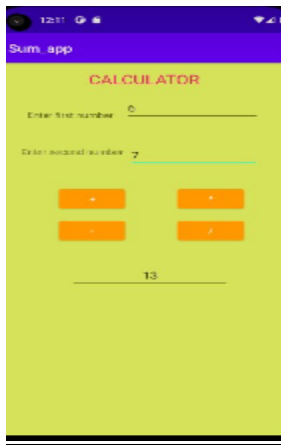 12:11
Sum_app
CALCULATOR
Enter first number 6
Enter second number 7
+ *
- /
13